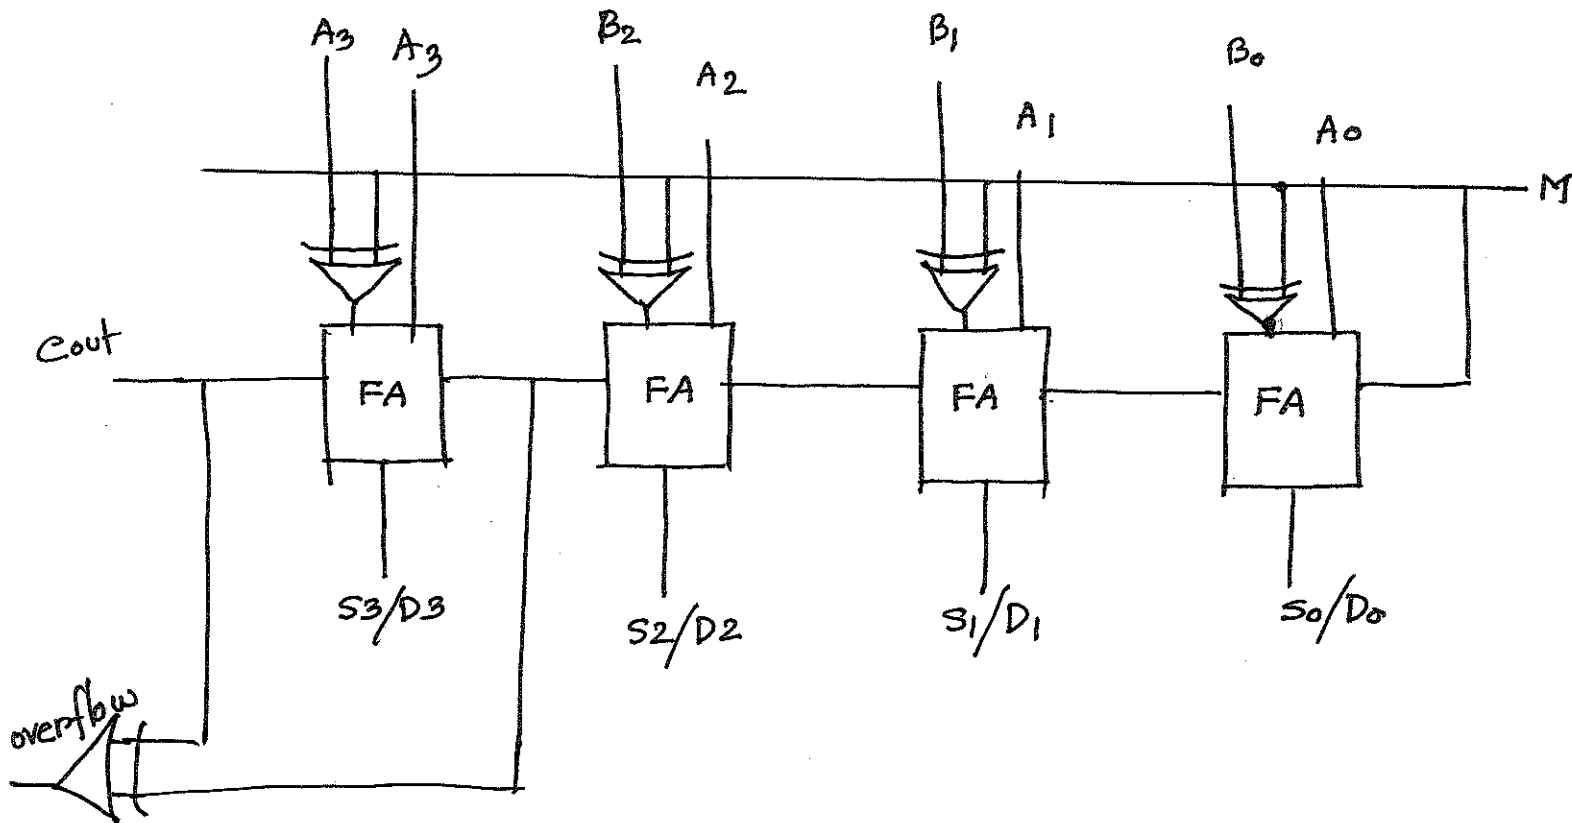 A3 A3 B2 A2 B1 A1 B0 A0
M
Cout
FA FA FA FA
S3/D3 S2/D2 S1/D1 S0/D0
overflow